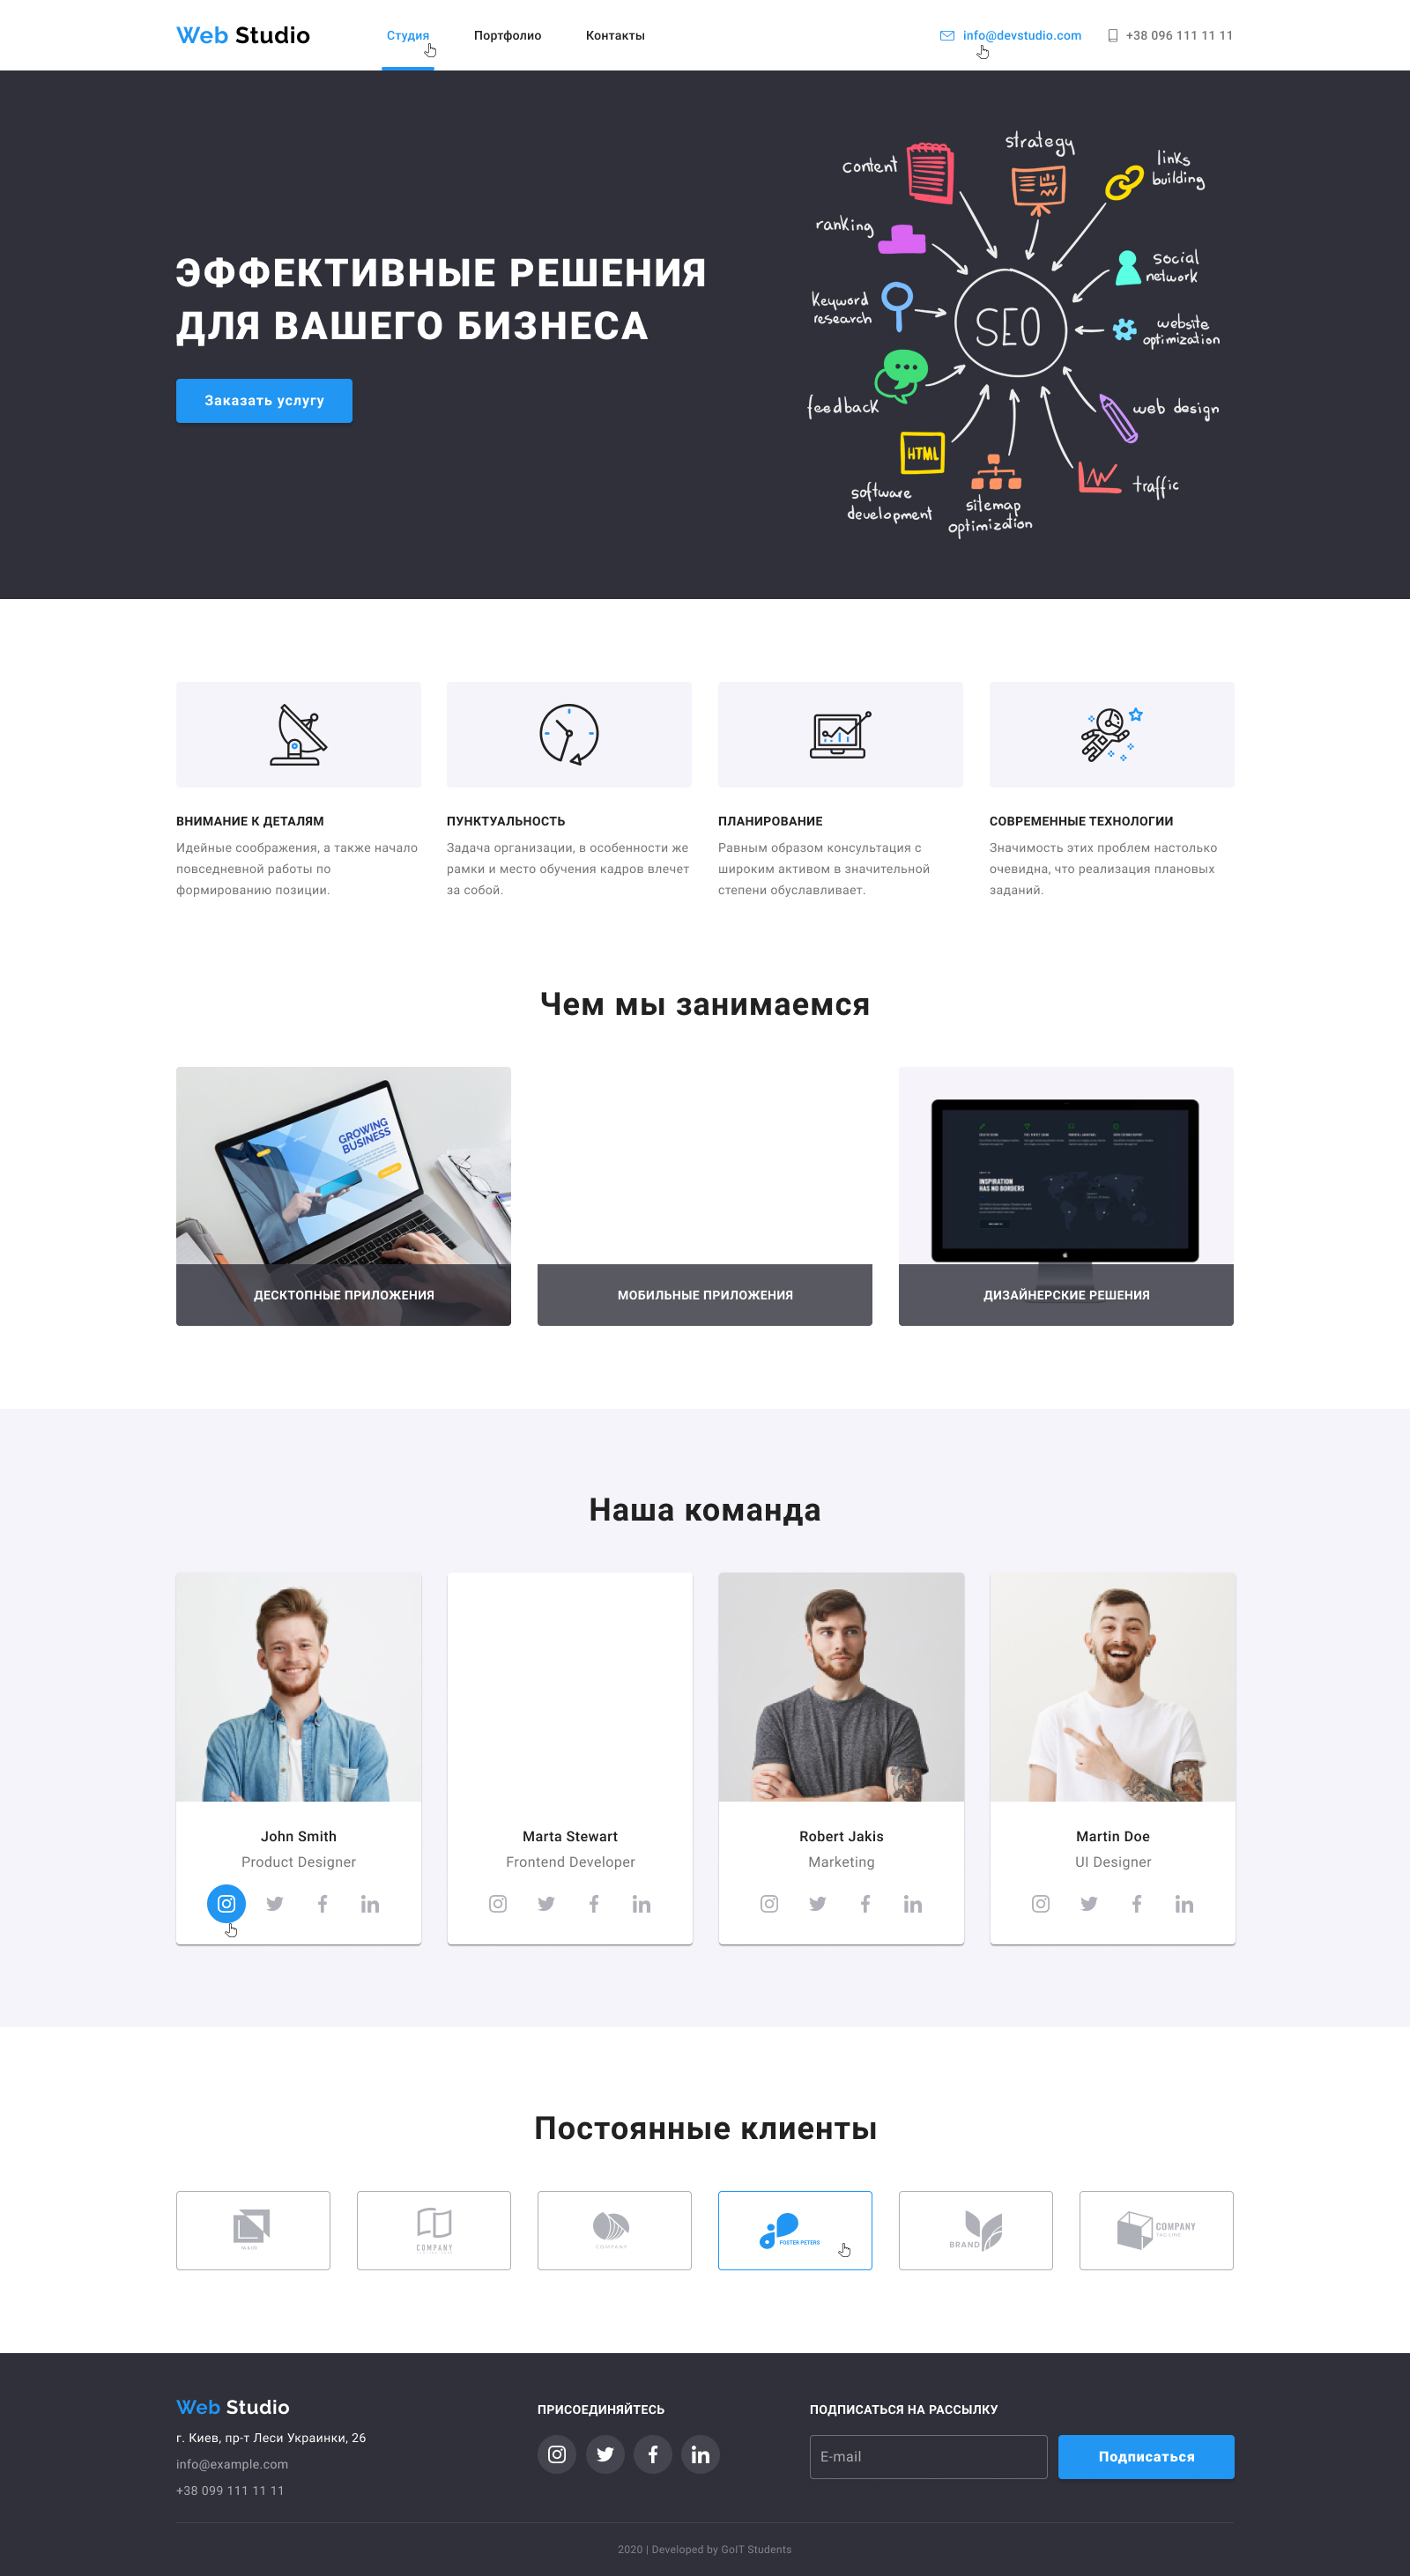 Web Studio
Студия
Портфолио
Контакты
info@devstudio.com
+38 096 111 11 11
ЭФФЕКТИВНЫЕ РЕШЕНИЯ
ДЛЯ ВАШЕГО БИЗНЕСА
Заказать услугу
content
strategy
links
building
ranking
social
network
Keyword
research
SEO
website
optimization
feedback
web design
HTML
software
development
sitemap
optimization
traffic
ВНИМАНИЕ К ДЕТАЛЯМ
Идейные соображения, а также начало
повседневной работы по
формированию позиции.
ПУНКТУАЛЬНОСТЬ
Задача организации, в особенности же
рамки и место обучения кадров влечет
за собой.
ПЛАНИРОВАНИЕ
Равным образом консультация с
широким активом в значительной
степени обуславливает.
СОВРЕМЕННЫЕ ТЕХНОЛОГИИ
Значимость этих проблем настолько
очевидна, что реализация плановых
заданий.
Чем мы занимаемся
GROWING
BUSINESS
ДЕСКТОПНЫЕ ПРИЛОЖЕНИЯ
МОБИЛЬНЫЕ ПРИЛОЖЕНИЯ
INSPIRATION
HAS NO BORDERS
ДИЗАЙНЕРСКИЕ РЕШЕНИЯ
Наша команда
John Smith
Product Designer
Marta Stewart
Frontend Developer
Robert Jakis
Marketing
Martin Doe
UI Designer
Постоянные клиенты
COMPANY
COMPANY
FOSTER PETERS
BRAND
COMPANY
TAG LINE
Web Studio
г. Киев, пр-т Леси Украинки, 26
info@example.com
+38 099 111 11 11
ПРИСОЕДИНЯЙТЕСЬ
ПОДПИСАТЬСЯ НА РАССЫЛКУ
E-mail
Подписаться
2020 | Developed by GoIT Students